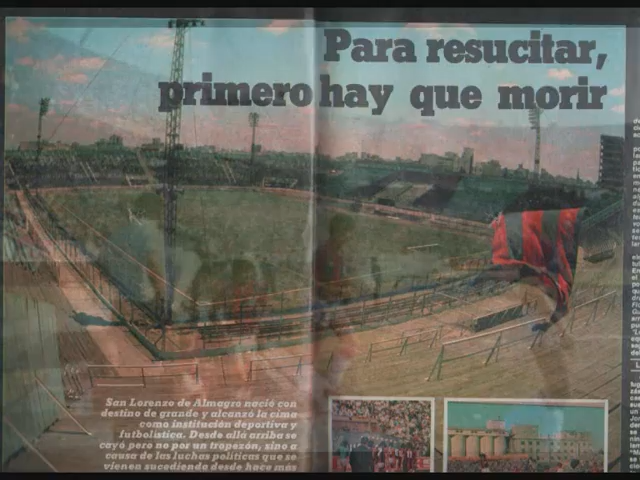 Para resucitar,
primero hay que morir
San Lorenzo de Almagro nació con
destino de grande y alcanzó la cima
como institución deportiva y
futbolística. Desde allá arriba se
cayó pero no por un trapezón, sino a
causa de las luchas políticas que se
vienen sucediendo desde hace más